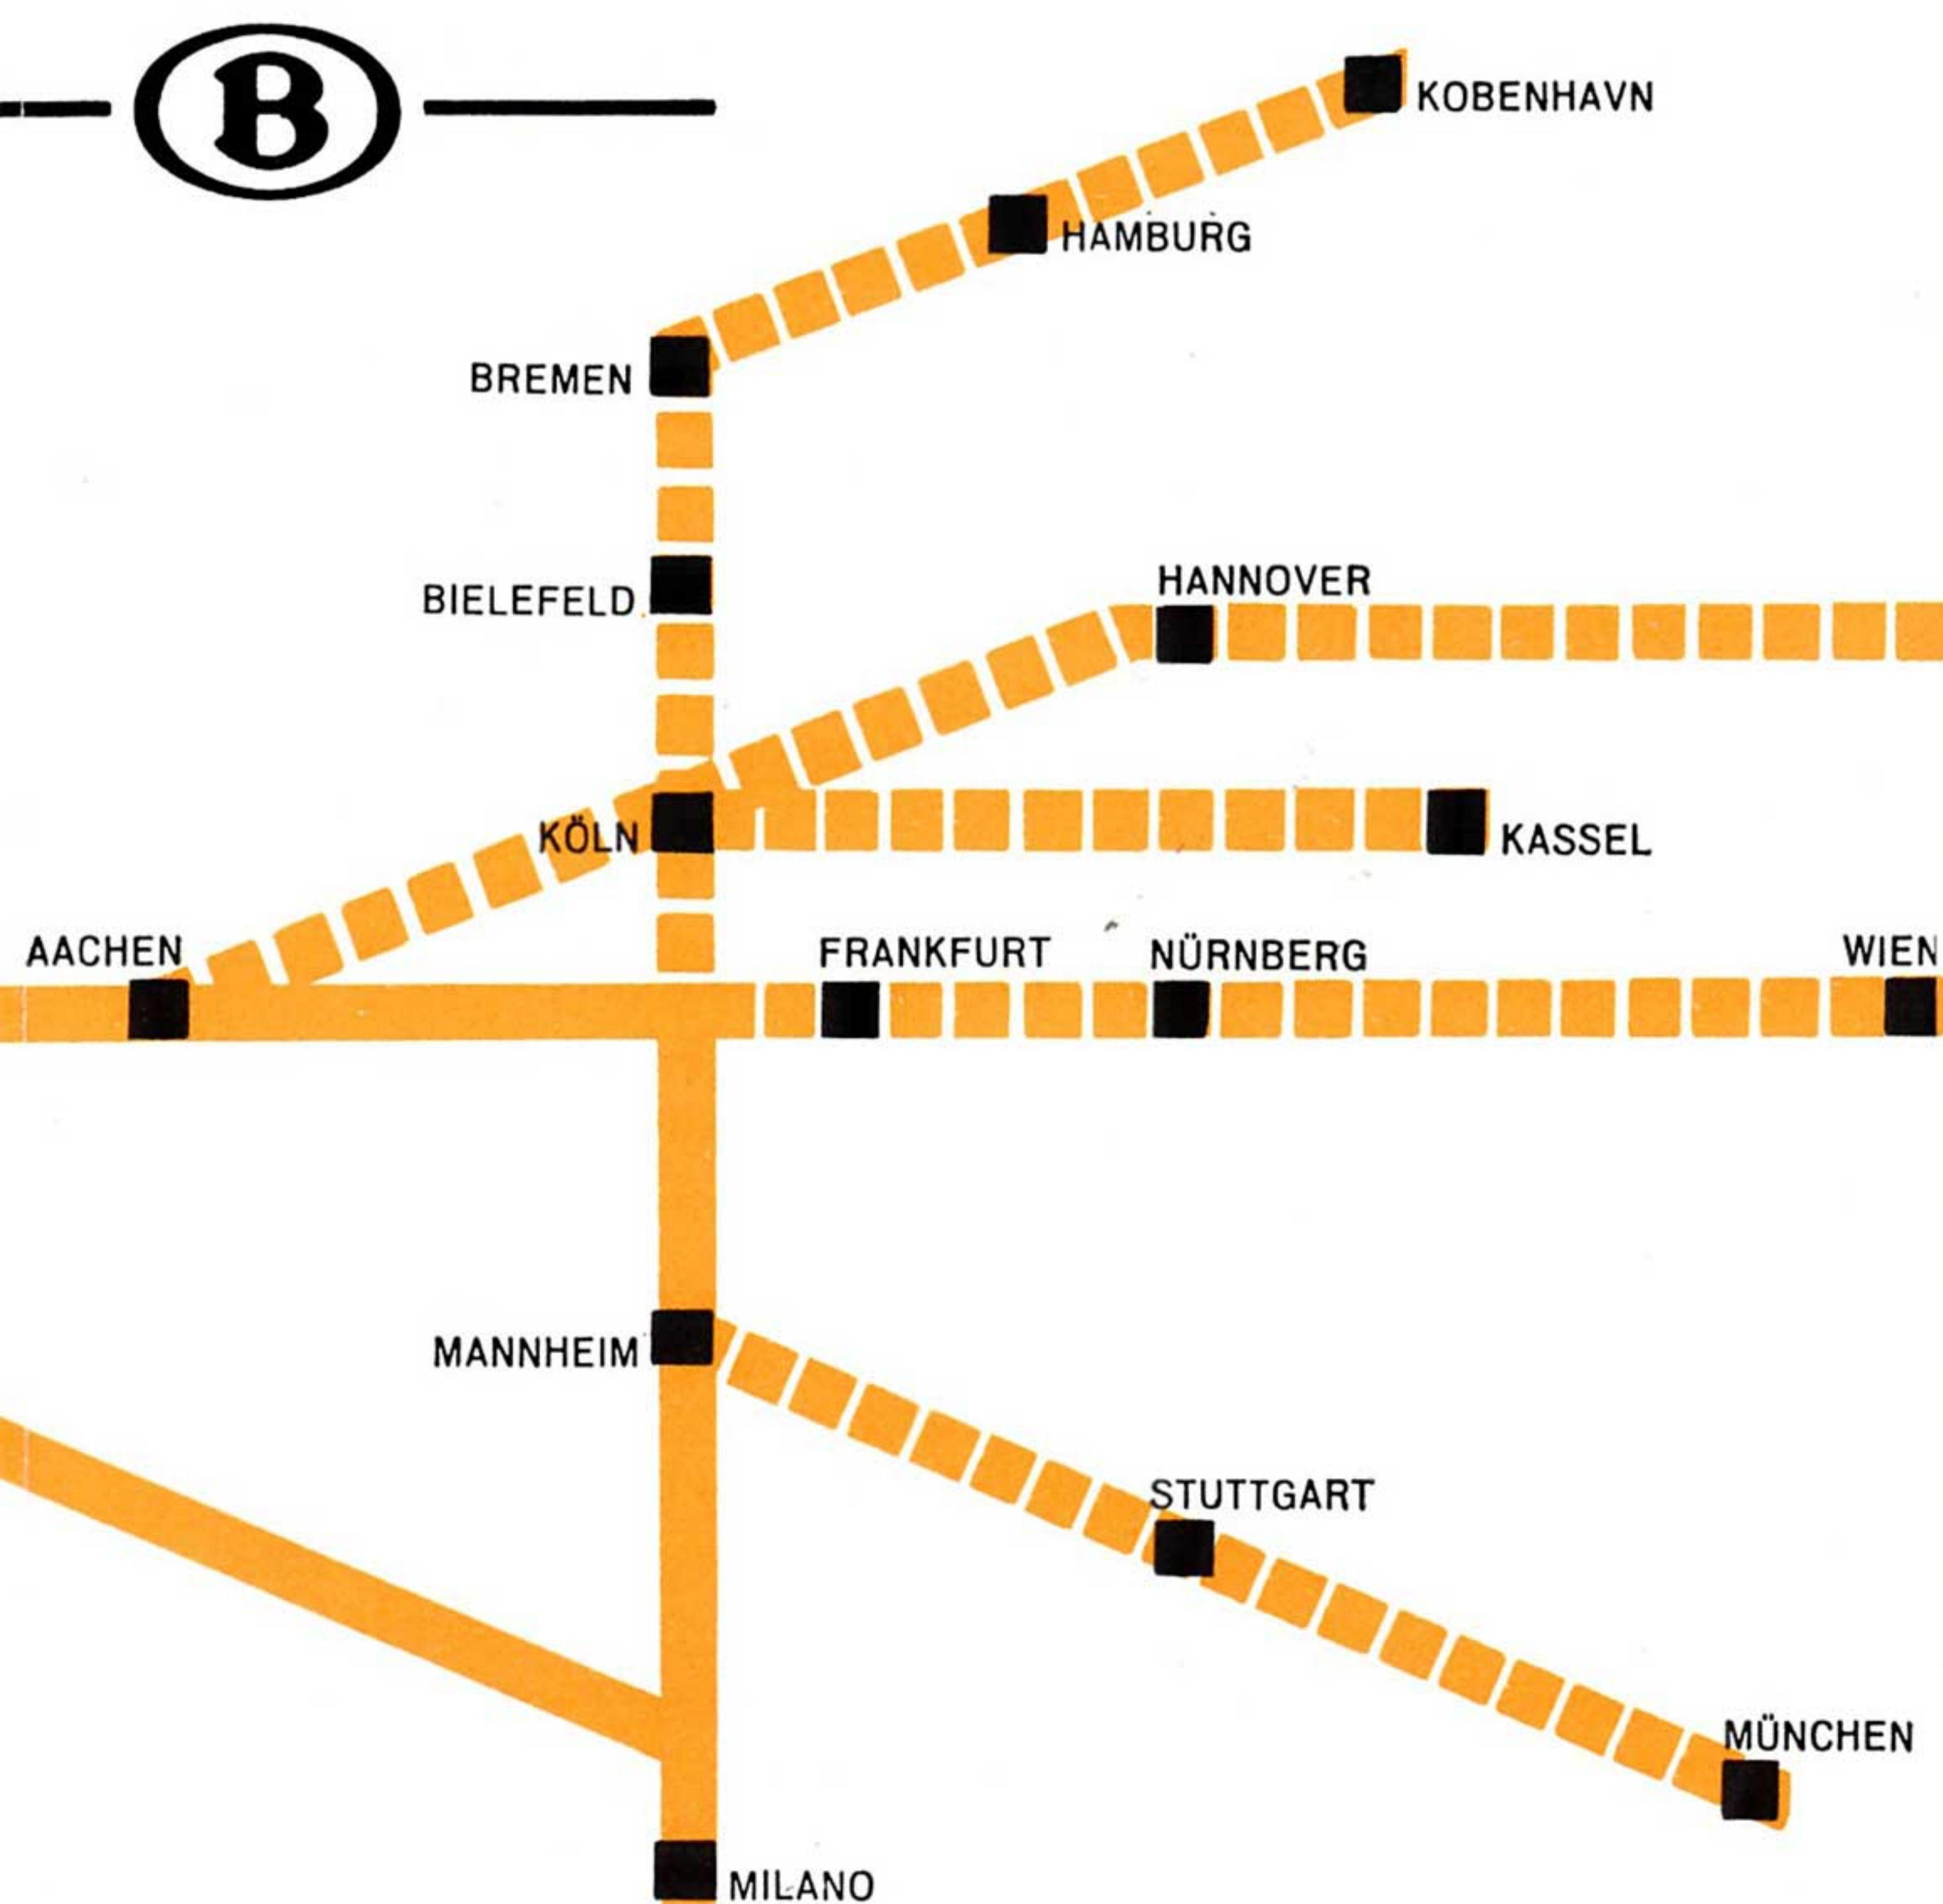 B
KOBENHAVN
HAMBURG
BREMEN
HANNOVER
BIELEFELD
KÖLN
KASSEL
AACHEN
FRANKFURT
NÜRNBERG
WIEN
MANNHEIM
STUTTGART
MÜNCHEN
MILANO